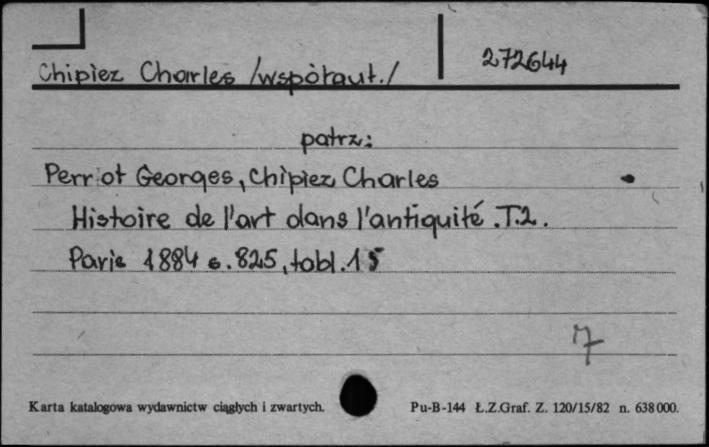 Chipiez Charles /współaut./ 272644
patrz:
Perriot Georges, Chipiez Charles
Histoire de l'art dans l'antiquité. T.2.
Paris 1884 s. 825, tabl. 15
7
Karta katalogowa wydawnictw ciągłych i zwartych. Pu-B-144 Ł.Z.Graf. Z. 120/15/82 n. 638000.